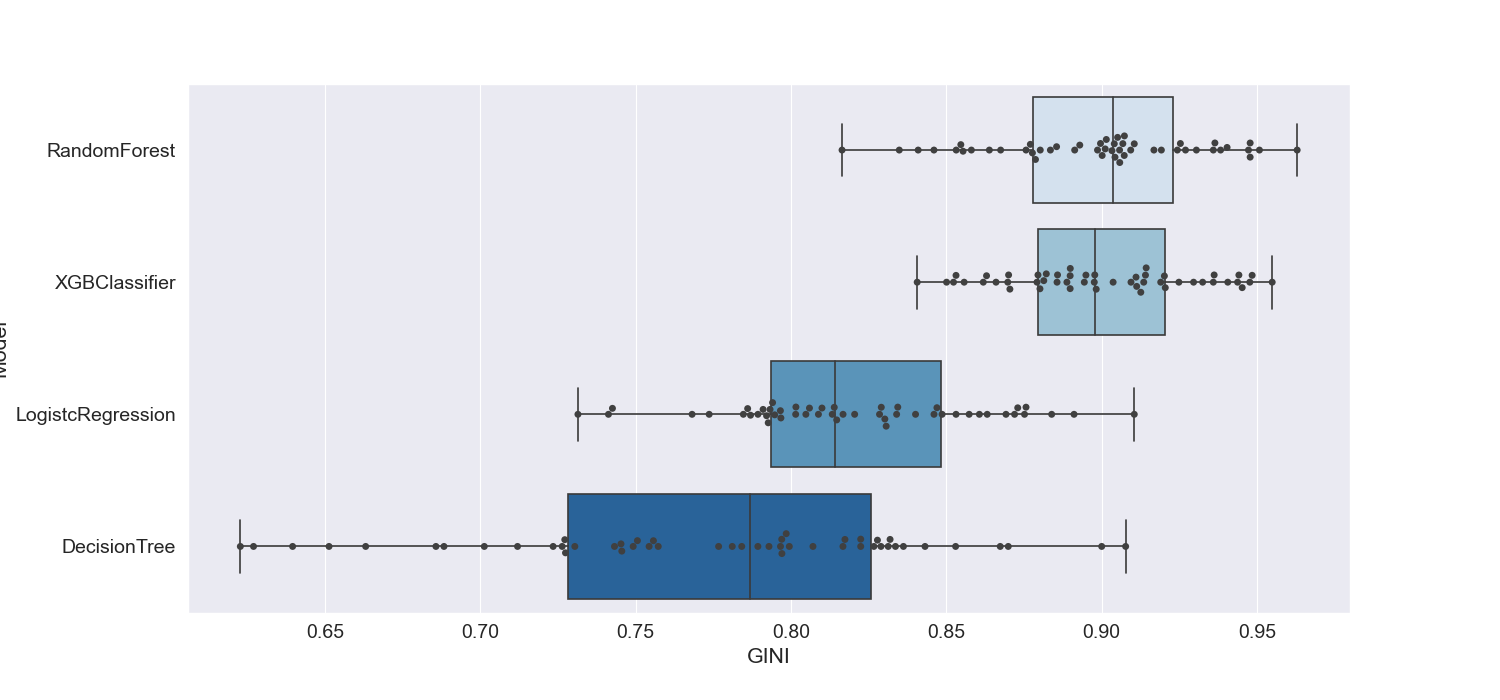 RandomForest
XGBClassifier
LogistcRegression
DecisionTree
Model
0.65 0.70 0.75 0.80 0.85 0.90 0.95
GINI